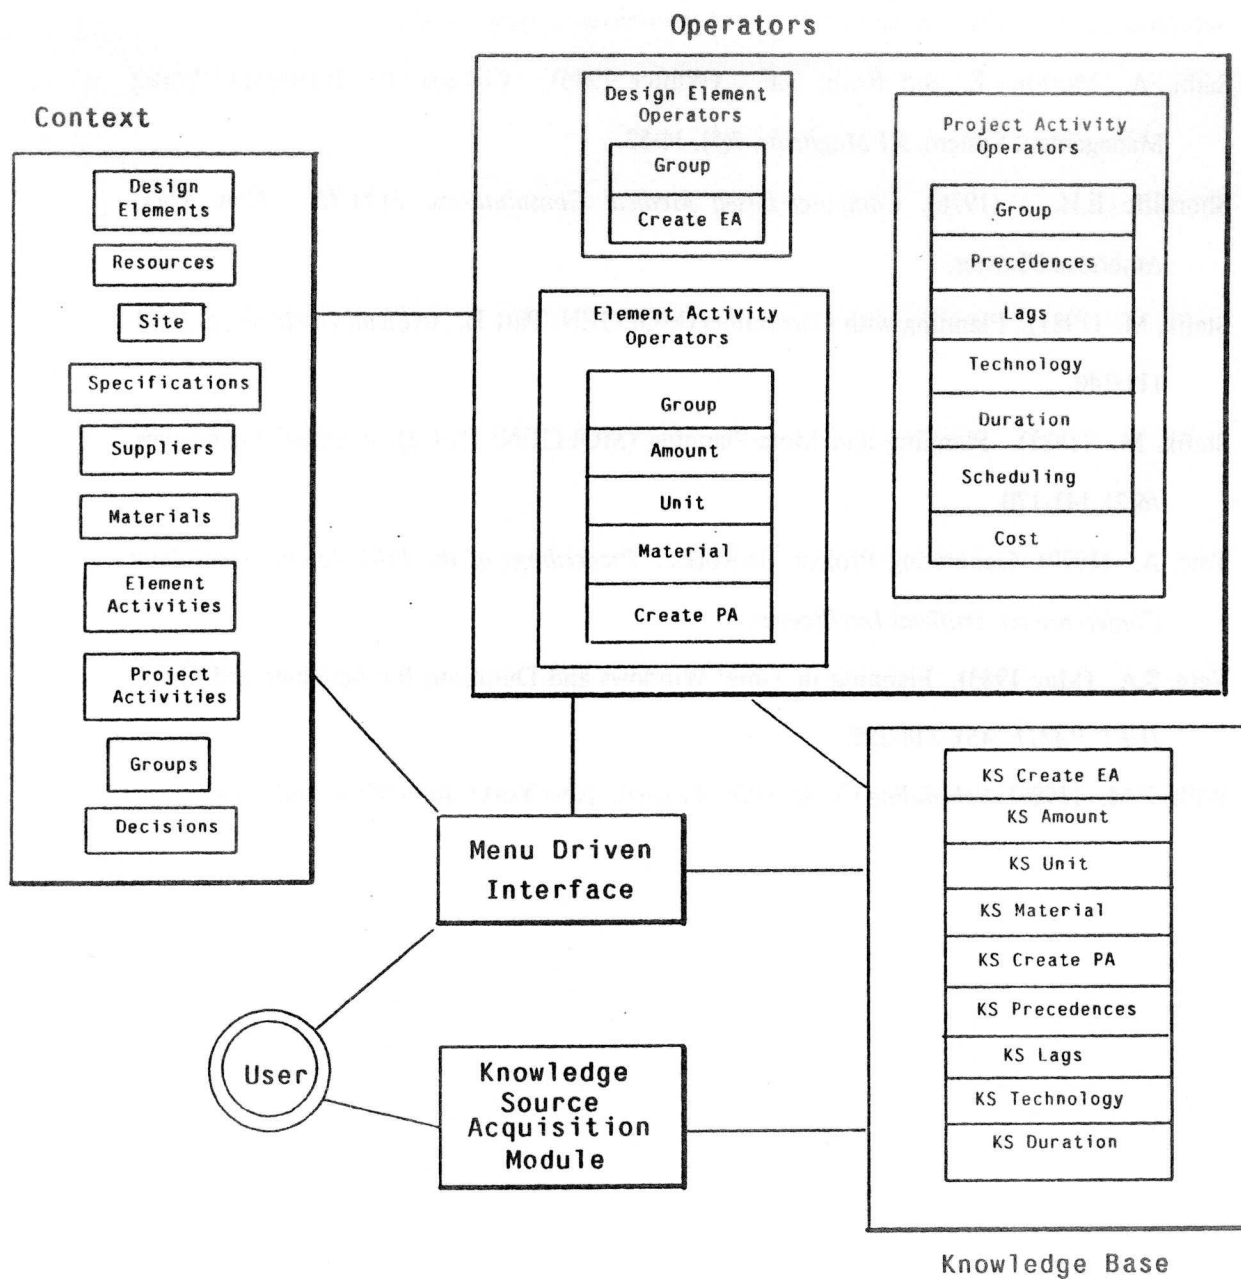 Operators
Context
Design
Elements
Resources
Site
Specifications
Suppliers
Materials
Element
Activities
Project
Activities
Groups
Decisions
Design Element
Operators
Group
Create EA
Element Activity
Operators
Group
Amount
Unit
Material
Create PA
Project Activity
Operators
Group
Precedences
Lags
Technology
Duration
Scheduling
Cost
Menu Driven
Interface
User
Knowledge
Source
Acquisition
Module
KS Create EA
KS Amount
KS Unit
KS Material
KS Create PA
KS Precedences
KS Lags
KS Technology
KS Duration
Knowledge Base